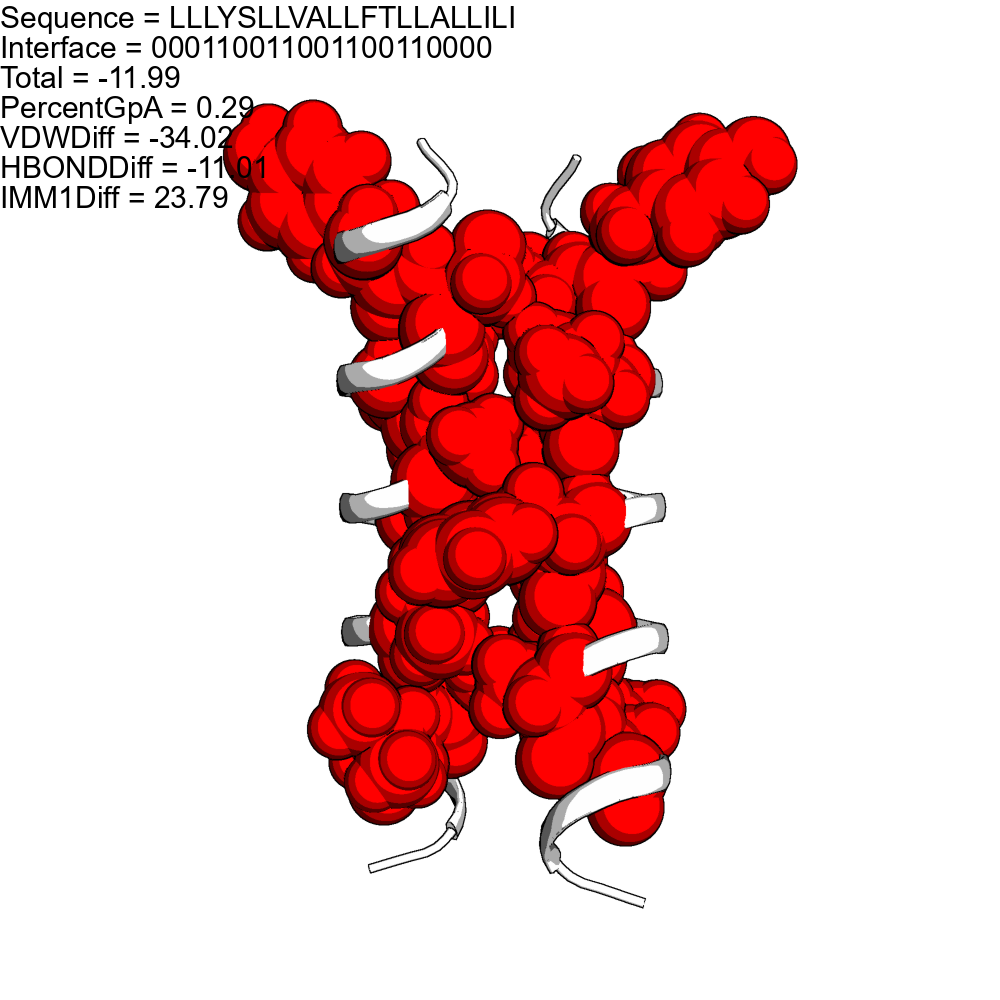 Sequence = LLLYSLLVALLFTLLALLILI
Interface = 000110011001100110000
Total = -11.99
PercentGpA = 0.29
VDWDiff = -34.02
HBONDDiff = -11.01
IMM1Diff = 23.79